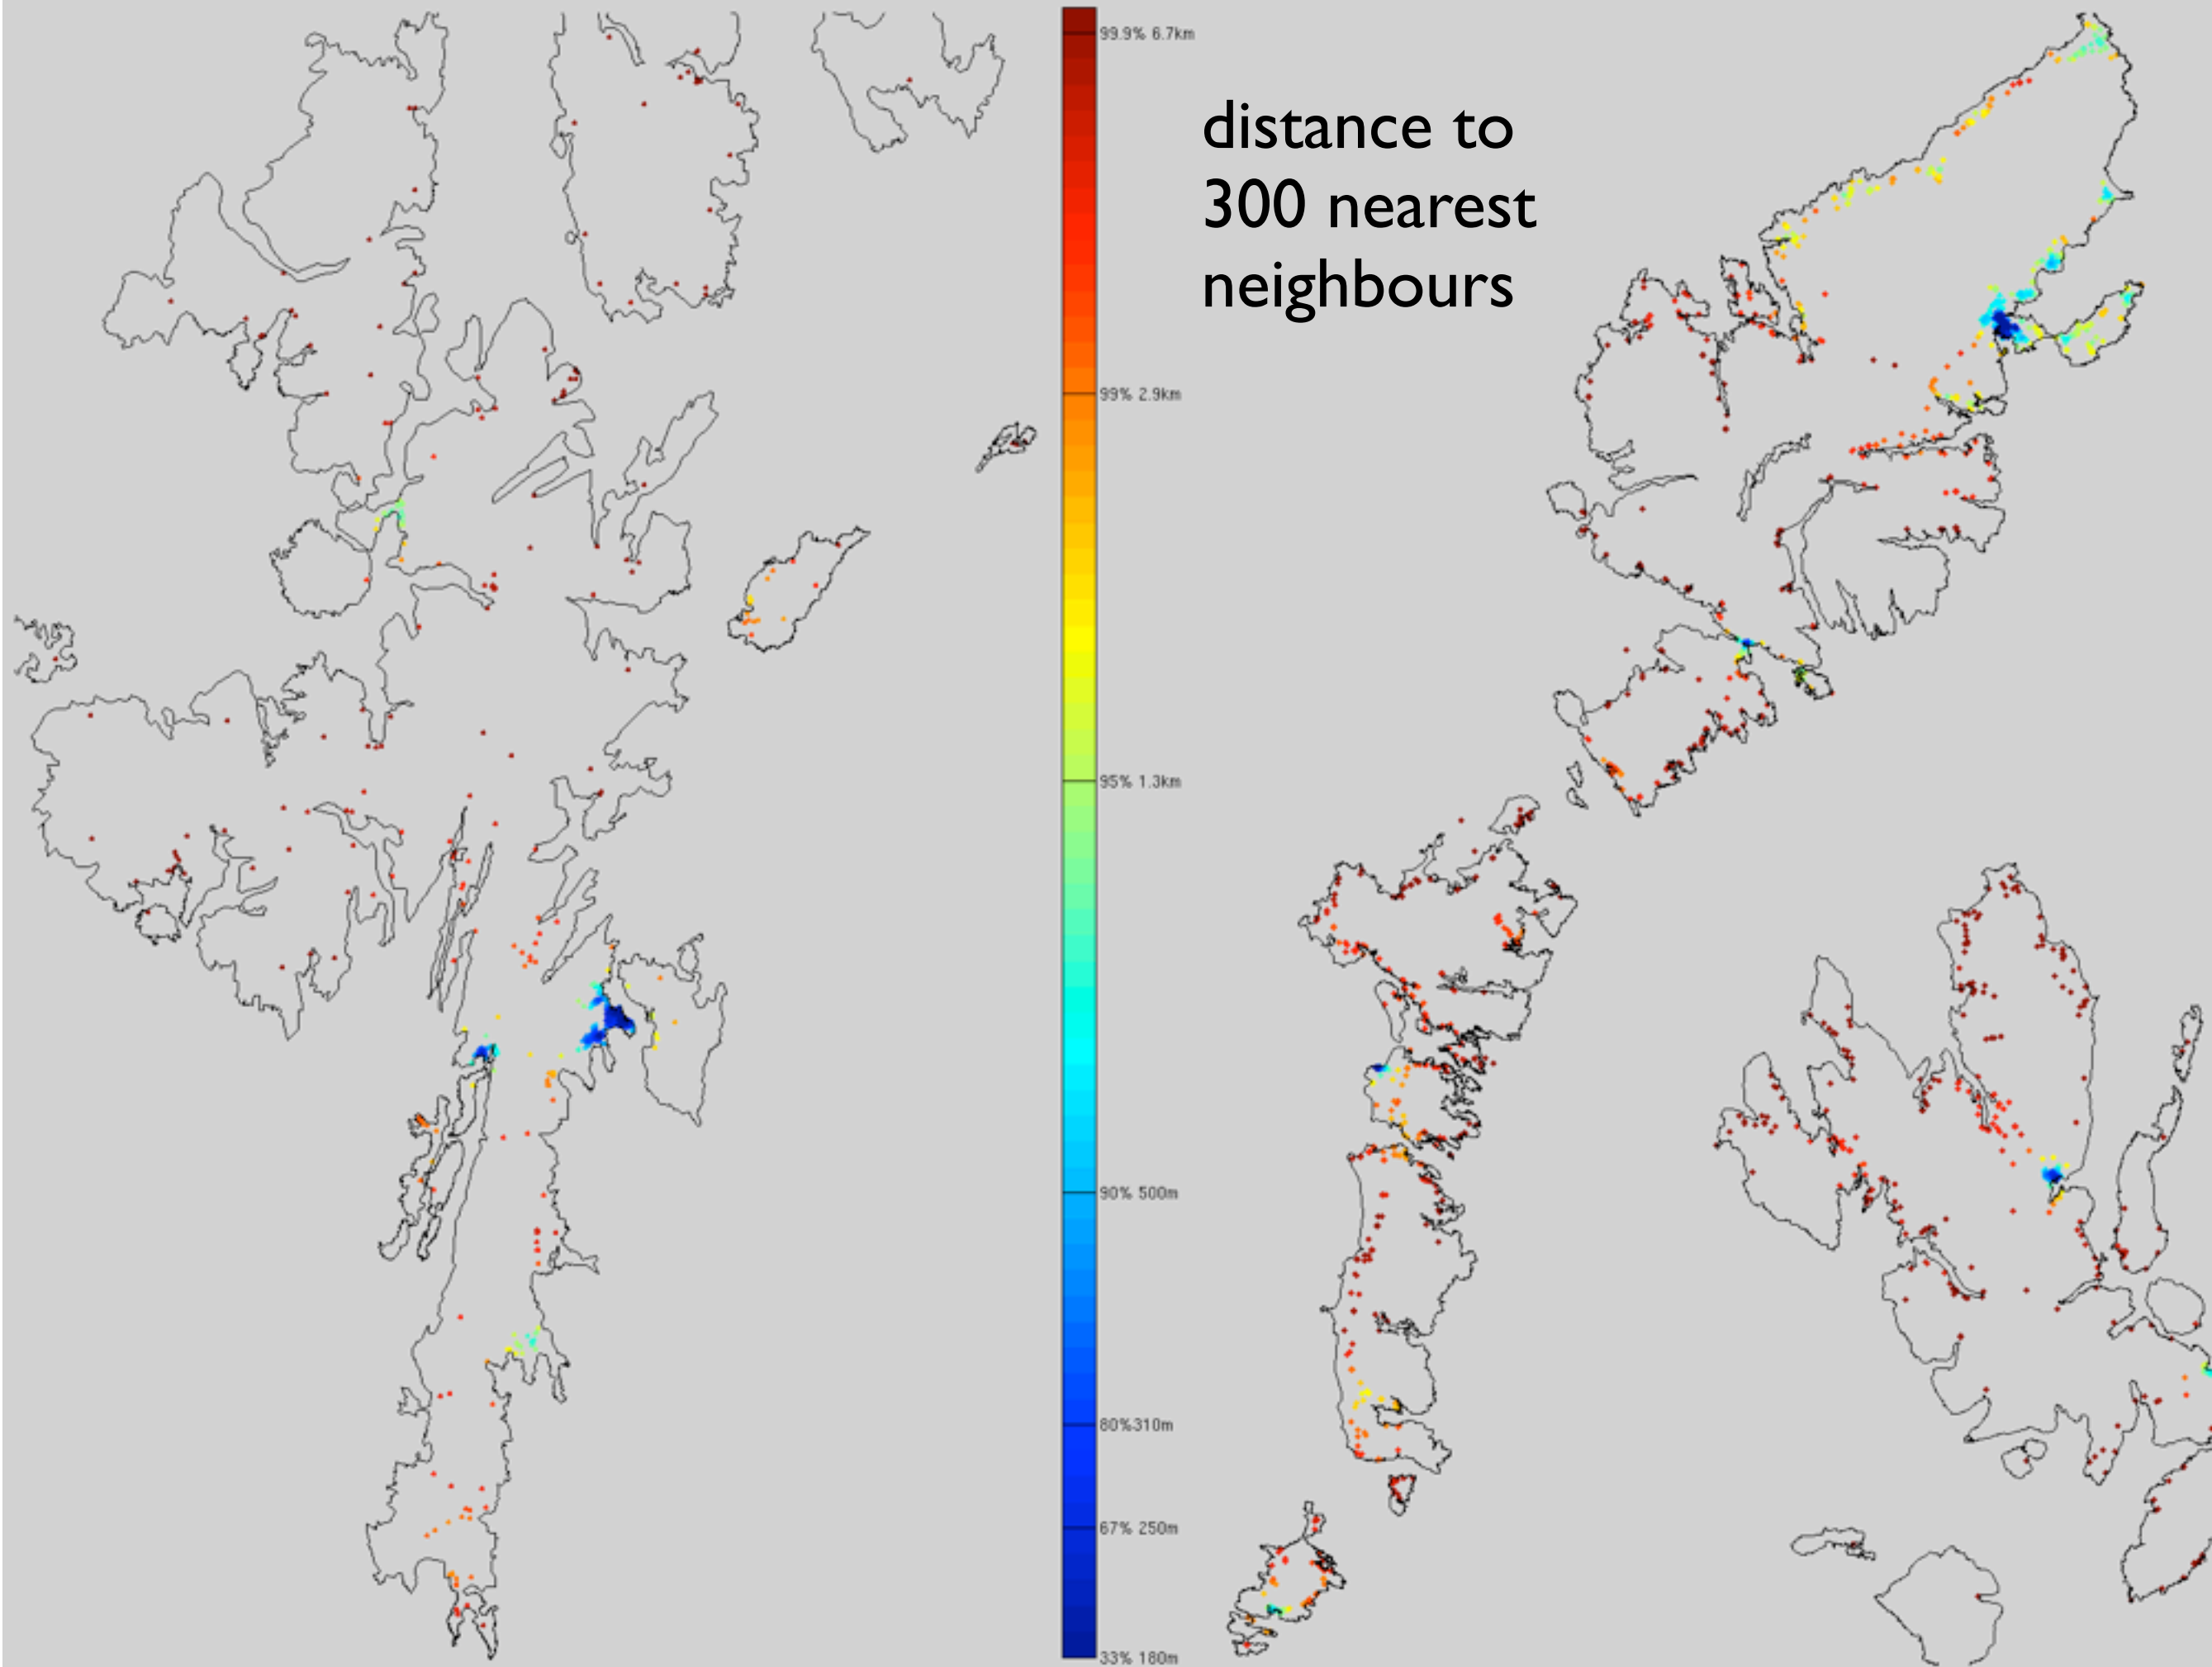 99.9% 6.7km
distance to
300 nearest
neighbours
99% 2.9km
95% 1.3km
90% 500m
80%310m
67% 250m
33% 180m